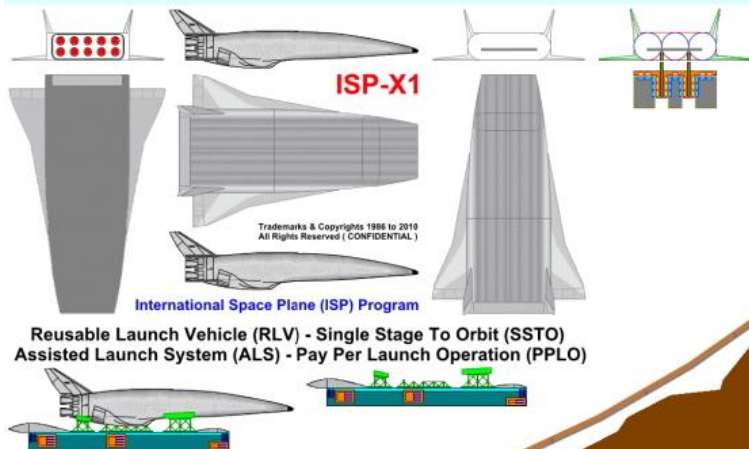 ISP-X1
Trademarks & Copyrights 1986 to 2010
All Rights Reserved ( CONFIDENTIAL )
International Space Plane (ISP) Program
Reusable Launch Vehicle (RLV) - Single Stage To Orbit (SSTO)
Assisted Launch System (ALS) - Pay Per Launch Operation (PPLO)